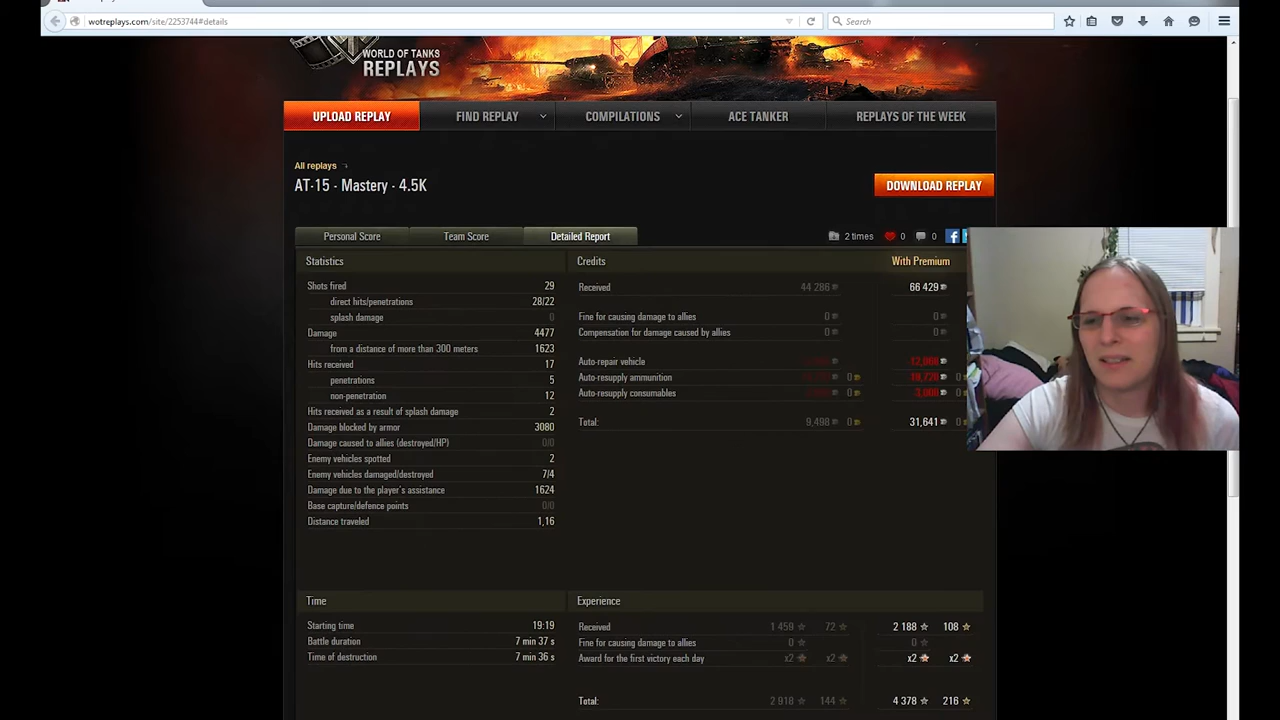 wotreplays.com/site/2253744#details
Search
WORLD OF TANKS
REPLAYS
UPLOAD REPLAY FIND REPLAY COMPILATIONS ACE TANKER REPLAYS OF THE WEEK
All replays
AT-15 - Mastery - 4.5K
DOWNLOAD REPLAY
Personal Score Team Score Detailed Report 2 times 0 0
Statistics
Shots fired 29
direct hits/penetrations 28/22
splash damage 0
Damage 4477
from a distance of more than 300 meters 1623
Hits received 17
penetrations 5
non-penetration 12
Hits received as a result of splash damage 2
Damage blocked by armor 3080
Damage caused to allies (destroyed/HP) 0/0
Enemy vehicles spotted 2
Enemy vehicles damaged/destroyed 7/4
Damage due to the player's assistance 1624
Base capture/defence points 0/0
Distance traveled 1,16
Credits With Premium
Received 44 286 66 429
Fine for causing damage to allies 0 0
Compensation for damage caused by allies 0 0
Auto-repair vehicle
Auto-resupply ammunition 0 0
Auto-resupply consumables 0 0
Total: 9,498 0 31,641 0
Time
Starting time 19:19
Battle duration 7 min 37 s
Time of destruction 7 min 36 s
Experience
Received 1 459 72 2 188 108
Fine for causing damage to allies 0 0
Award for the first victory each day x2 x2 x2 x2
Total: 2 918 144 4 378 216